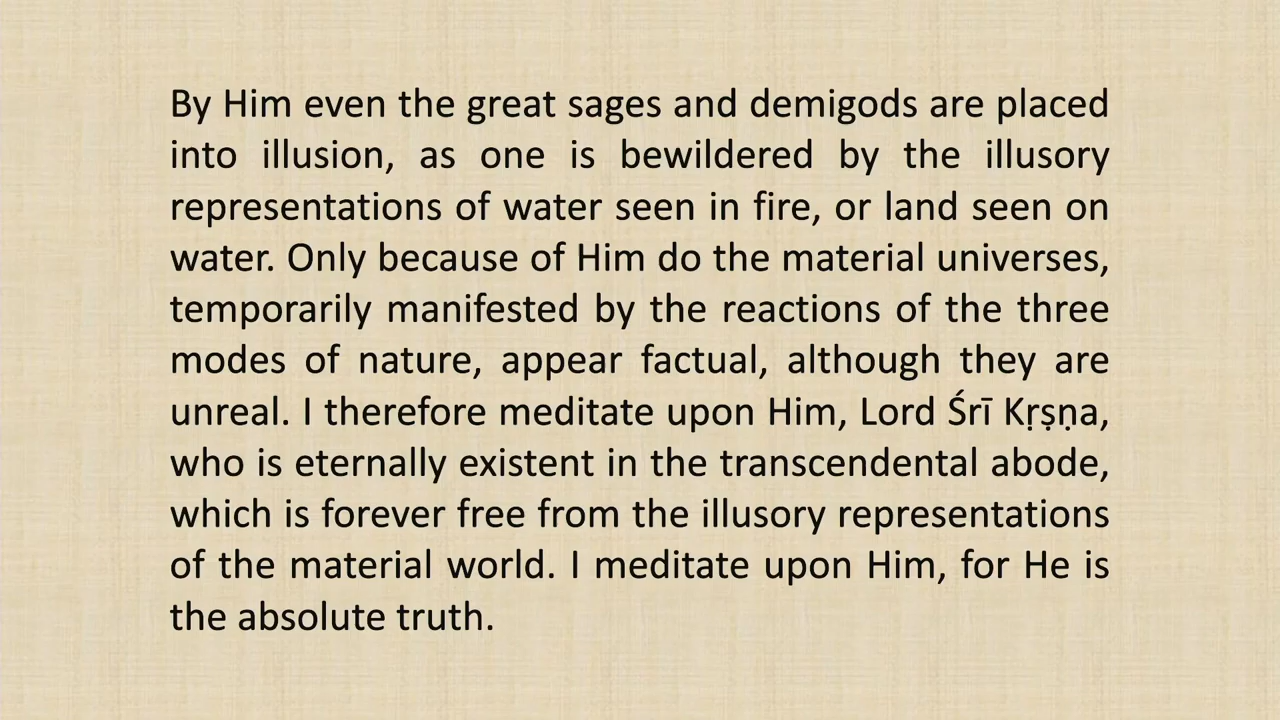 By Him even the great sages and demigods are placed
into illusion, as one is bewildered by the illusory
representations of water seen in fire, or land seen on
water. Only because of Him do the material universes,
temporarily manifested by the reactions of the three
modes of nature, appear factual, although they are
unreal. I therefore meditate upon Him, Lord Śrī Kṛṣṇa,
who is eternally existent in the transcendental abode,
which is forever free from the illusory representations
of the material world. I meditate upon Him, for He is
the absolute truth.